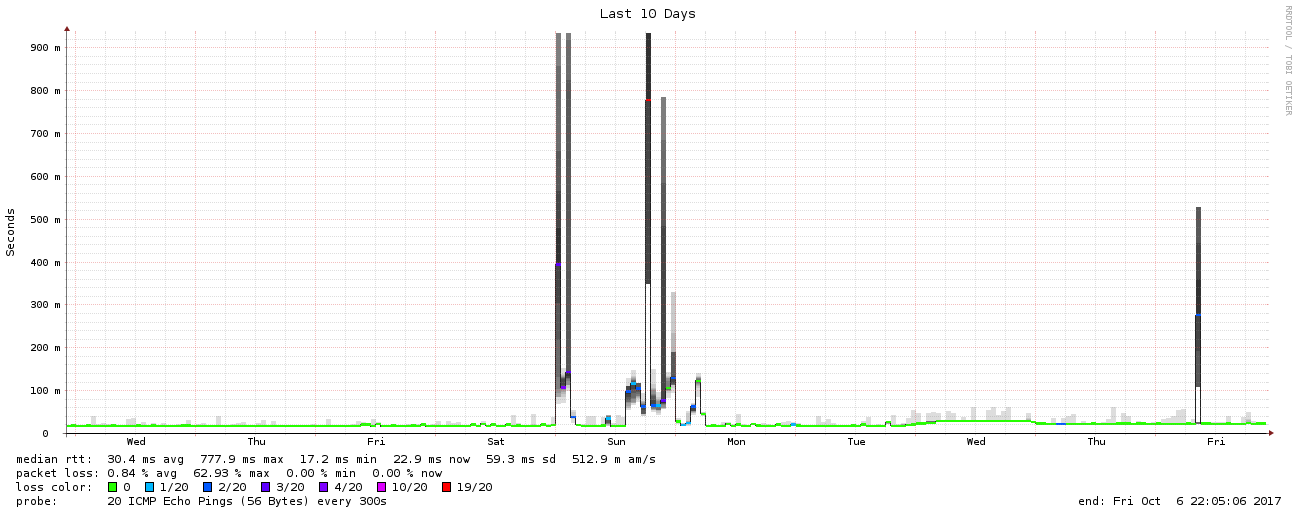 Last 10 Days
RRDTOOL / TOBI OETIKER
Seconds
900 m
800 m
700 m
600 m
500 m
400 m
300 m
200 m
100 m
0
Wed Thu Fri Sat Sun Mon Tue Wed Thu Fri
median rtt: 30.4 ms avg 777.9 ms max 17.2 ms min 22.9 ms now 59.3 ms sd 512.9 m am/s
packet loss: 0.84 % avg 62.93 % max 0.00 % min 0.00 % now
loss color: 0 1/20 2/20 3/20 4/20 10/20 19/20
probe: 20 ICMP Echo Pings (56 Bytes) every 300s end: Fri Oct 6 22:05:06 2017